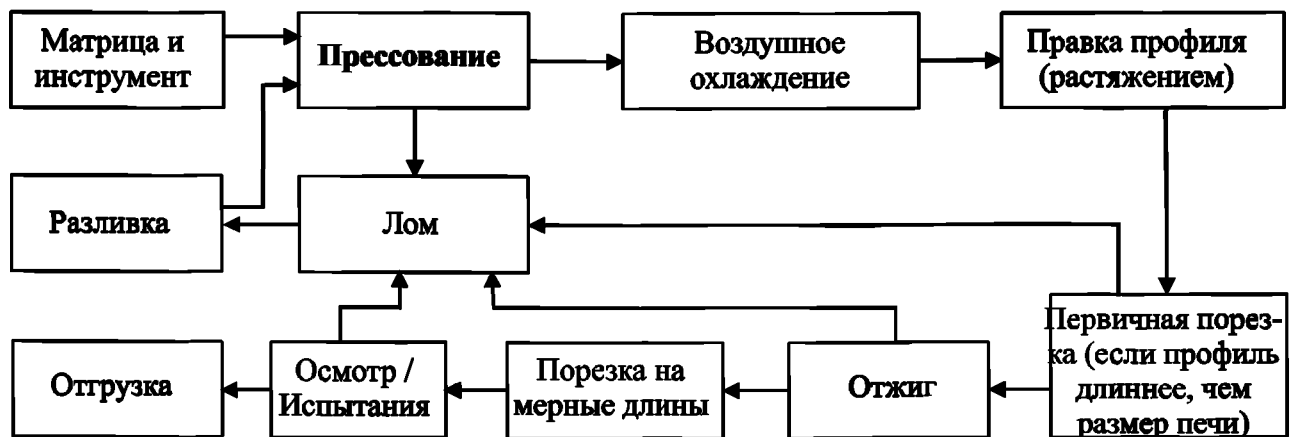 Матрица и
инструмент
Прессование
Воздушное
охлаждение
Правка профиля
(растяжением)
Разливка
Лом
Отгрузка
Осмотр /
Испытания
Порезка на
мерные длины
Отжиг
Первичная порез-
ка (если профиль
длиннее, чем
размер печи)